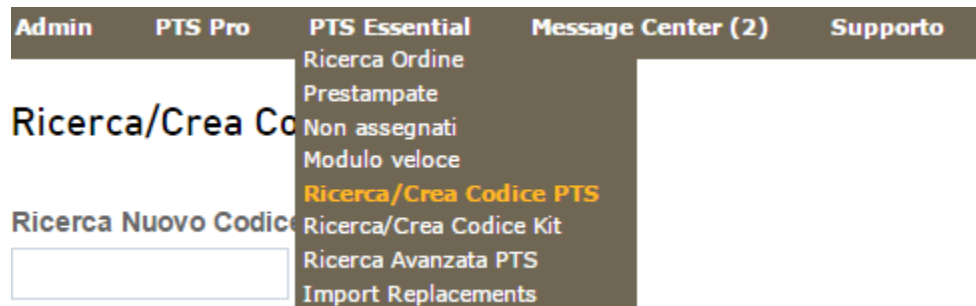 Admin PTS Pro PTS Essential Message Center (2) Supporto
Ricerca Ordine
Prestampate
Non assegnati
Modulo veloce
Ricerca/Crea Codice PTS
Ricerca/Crea Codice Kit
Ricerca Avanzata PTS
Import Replacements
Ricerca/Crea
Ricerca Nuovo Codice